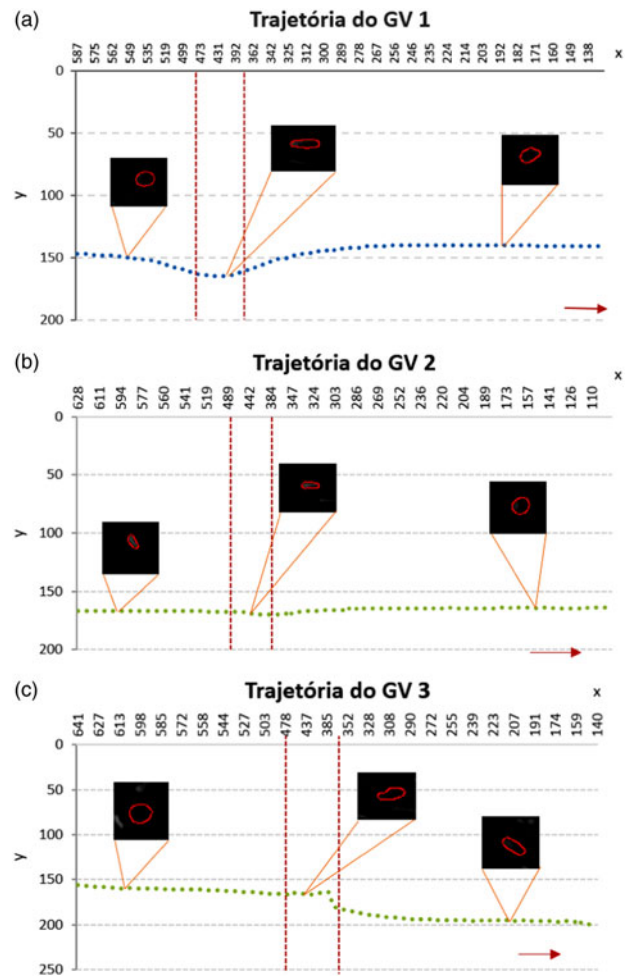 (a)
Trajetória do GV 1
587 575 562 549 535 519 499 473 432 392 362 342 325 312 300 289 278 267 256 246 235 224 214 203 192 182 171 160 149 138 x
0
50
100
y
150
200
(b)
Trajetória do GV 2
x
628 611 594 577 560 541 519 489 442 384 347 324 303 286 269 252 236 220 204 189 173 157 141 126 110
0
50
y
100
150
200
(c)
Trajetória do GV 3
x
641 627 613 598 585 572 558 544 527 503 478 437 385 352 328 308 290 272 255 239 223 207 191 174 159 140
0
50
100
y
150
200
250